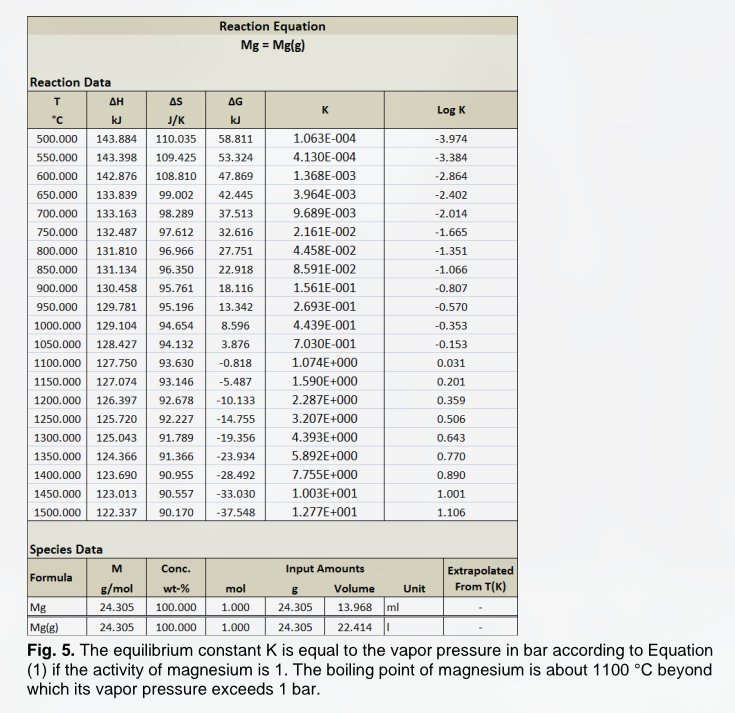 Reaction Equation
Mg = Mg(g)
Reaction Data
T ΔH ΔS ΔG K Log K
°C kJ J/K kJ
500.000 143.884 110.035 58.811 1.063E-004 -3.974
550.000 143.398 109.425 53.324 4.130E-004 -3.384
600.000 142.876 108.810 47.869 1.368E-003 -2.864
650.000 133.839 99.002 42.445 3.964E-003 -2.402
700.000 133.163 98.289 37.513 9.689E-003 -2.014
750.000 132.487 97.612 32.616 2.161E-002 -1.665
800.000 131.810 96.966 27.751 4.458E-002 -1.351
850.000 131.134 96.350 22.918 8.591E-002 -1.066
900.000 130.458 95.761 18.116 1.561E-001 -0.807
950.000 129.781 95.196 13.342 2.693E-001 -0.570
1000.000 129.104 94.654 8.596 4.439E-001 -0.353
1050.000 128.427 94.132 3.876 7.030E-001 -0.153
1100.000 127.750 93.630 -0.818 1.074E+000 0.031
1150.000 127.074 93.146 -5.487 1.590E+000 0.201
1200.000 126.397 92.678 -10.133 2.287E+000 0.359
1250.000 125.720 92.227 -14.755 3.207E+000 0.506
1300.000 125.043 91.789 -19.356 4.393E+000 0.643
1350.000 124.366 91.366 -23.934 5.892E+000 0.770
1400.000 123.690 90.955 -28.492 7.755E+000 0.890
1450.000 123.013 90.557 -33.030 1.003E+001 1.001
1500.000 122.337 90.170 -37.548 1.277E+001 1.106
Species Data
Formula M Conc. Input Amounts Extrapolated
g/mol wt-% mol g Volume Unit From T(K)
Mg 24.305 100.000 1.000 24.305 13.968 ml -
Mg(g) 24.305 100.000 1.000 24.305 22.414 l -
Fig. 5. The equilibrium constant K is equal to the vapor pressure in bar according to Equation
(1) if the activity of magnesium is 1. The boiling point of magnesium is about 1100 °C beyond
which its vapor pressure exceeds 1 bar.